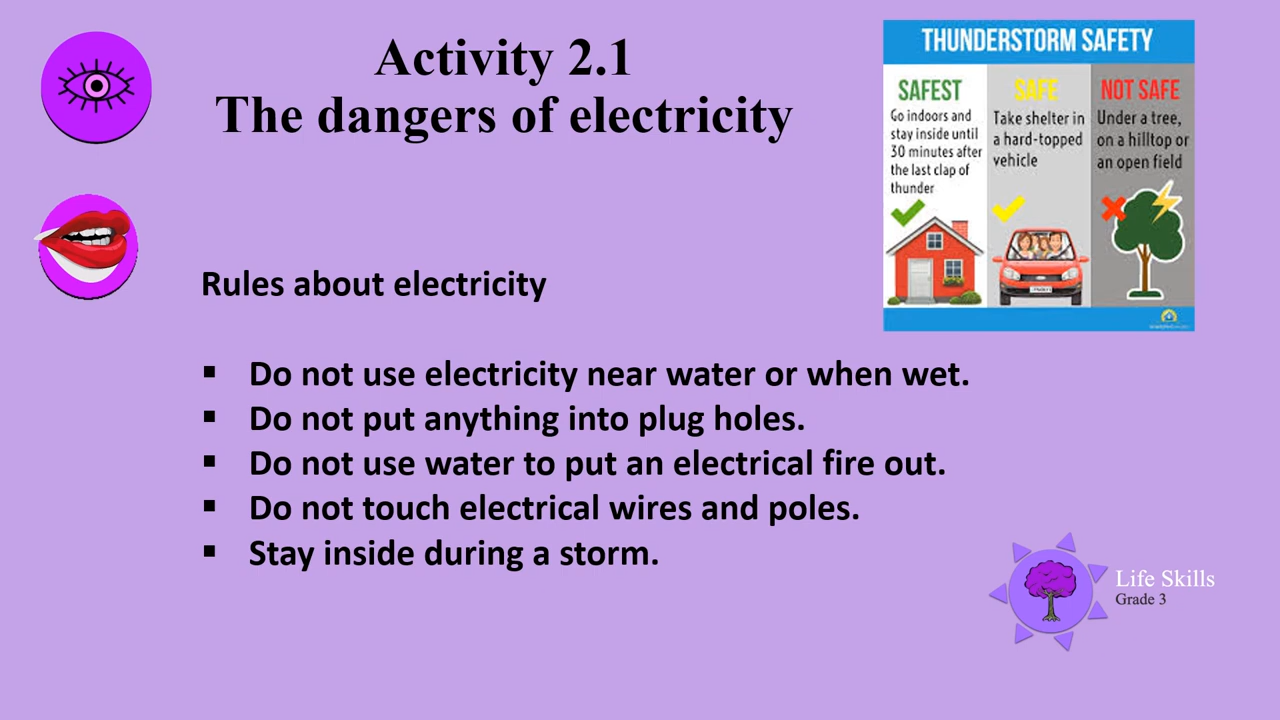 Activity 2.1
The dangers of electricity
THUNDERSTORM SAFETY
SAFEST
Go indoors and
stay inside until
30 minutes after
the last clap of
thunder
SAFE
Take shelter in
a hard-topped
vehicle
NOT SAFE
Under a tree,
on a hilltop or
an open field
Rules about electricity
▪ Do not use electricity near water or when wet.
▪ Do not put anything into plug holes.
▪ Do not use water to put an electrical fire out.
▪ Do not touch electrical wires and poles.
▪ Stay inside during a storm.
Life Skills
Grade 3